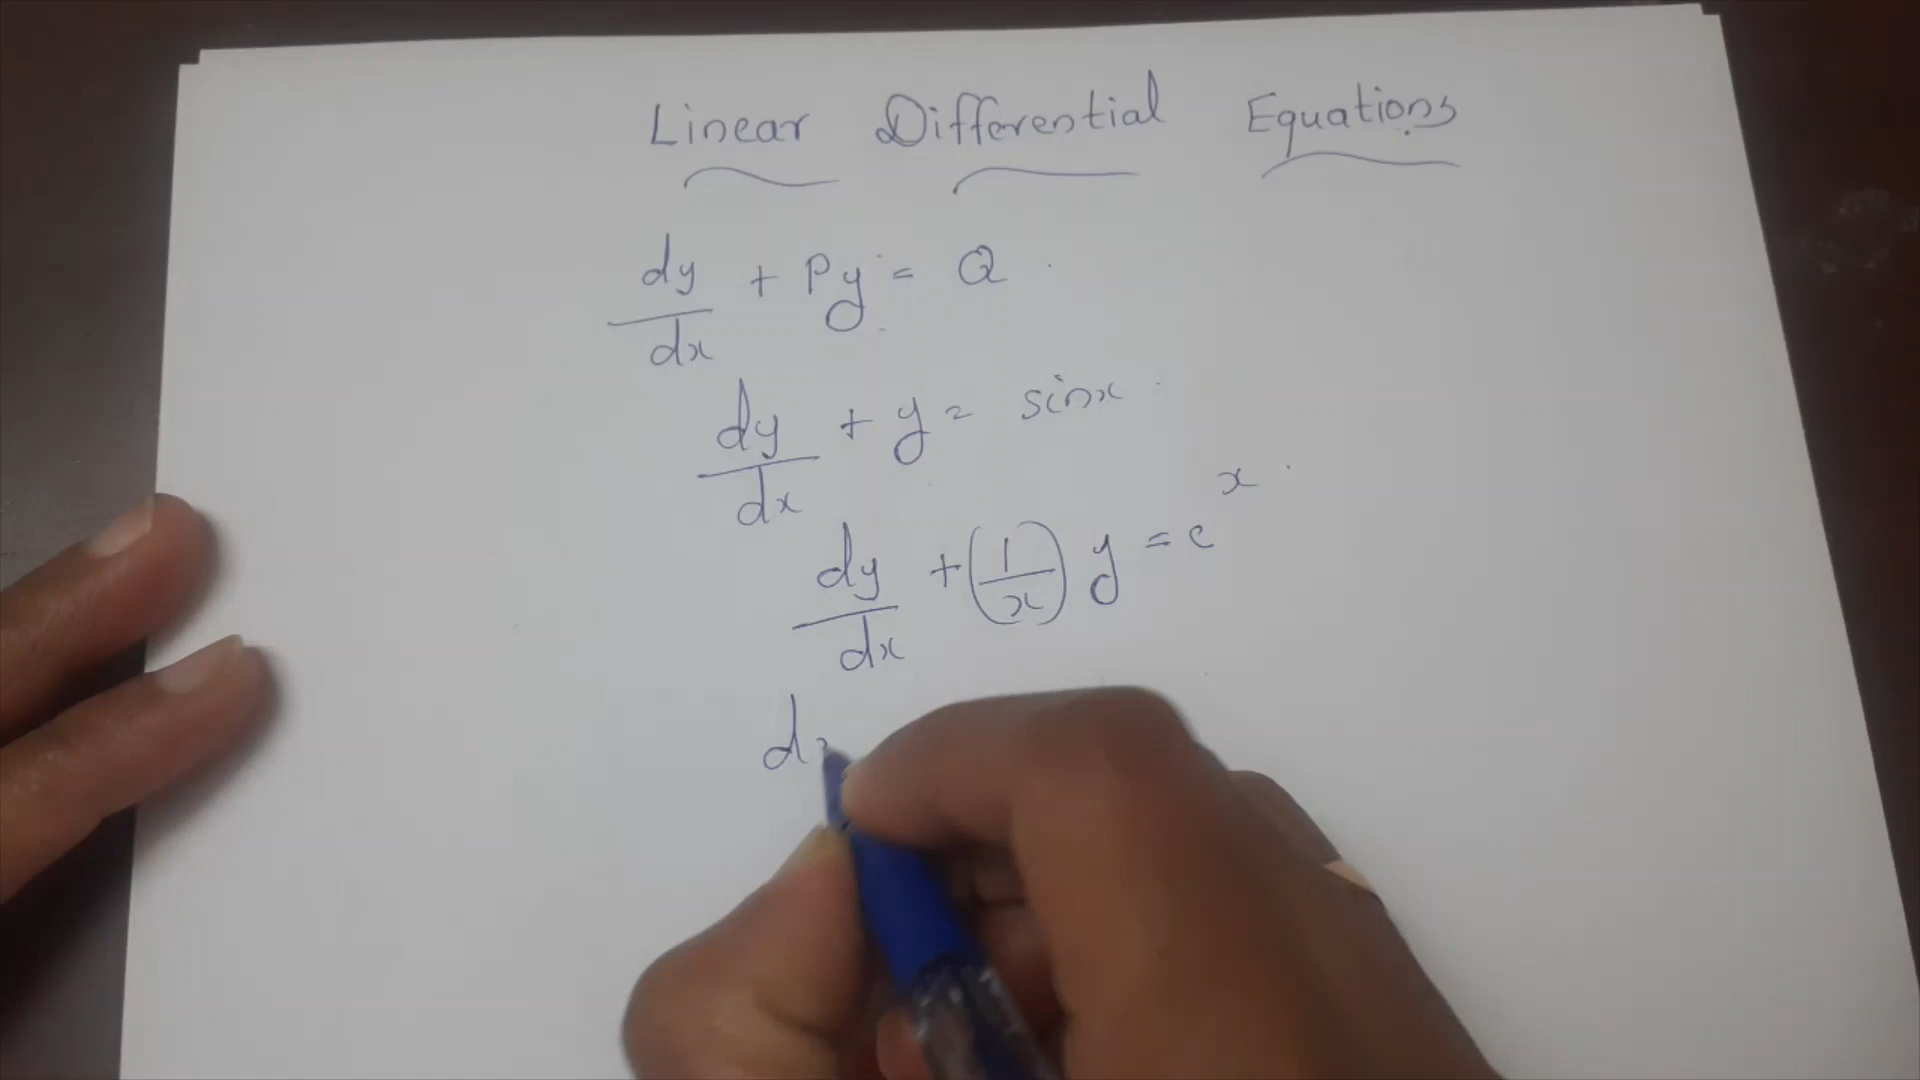 Linear Differential Equations
dy/dx + Py = Q
dy/dx + y = sinx
dy/dx + (1/x) y = e^x
d